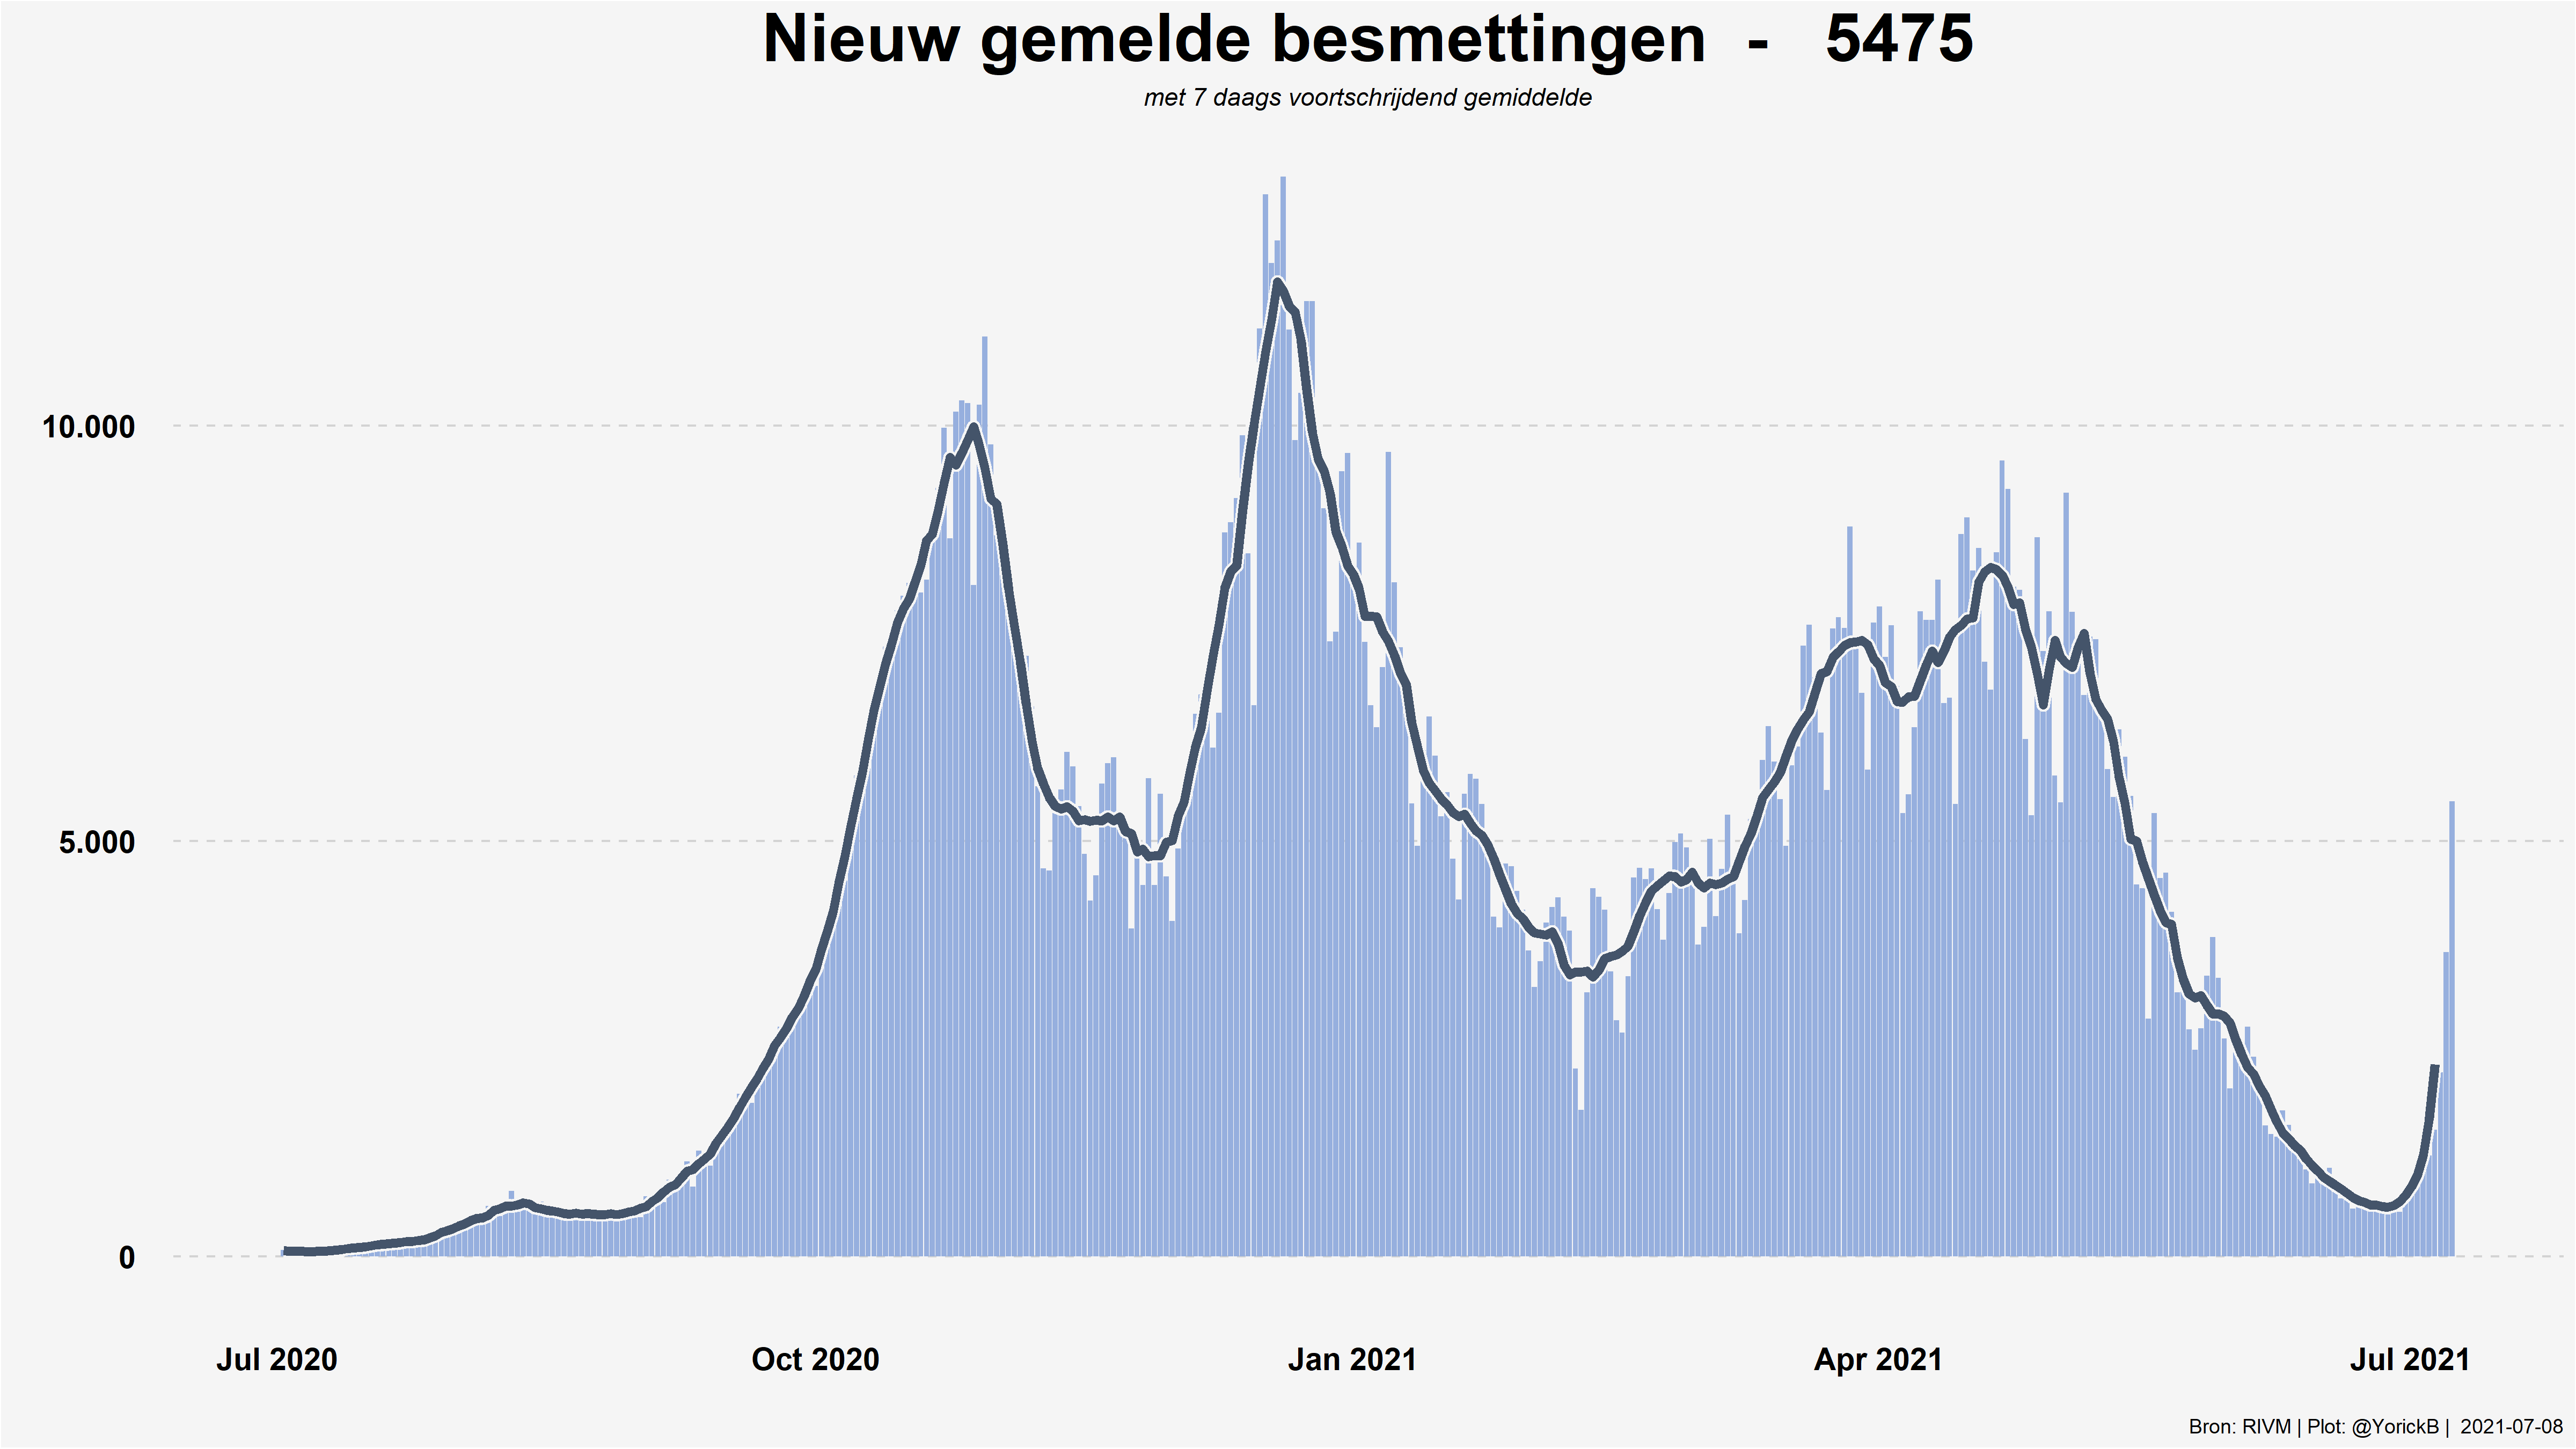 Nieuw gemelde besmettingen - 5475
met 7 daags voortschrijdend gemiddelde
10.000
5.000
0
Jul 2020 Oct 2020 Jan 2021 Apr 2021 Jul 2021
Bron: RIVM | Plot: @YorickB | 2021-07-08